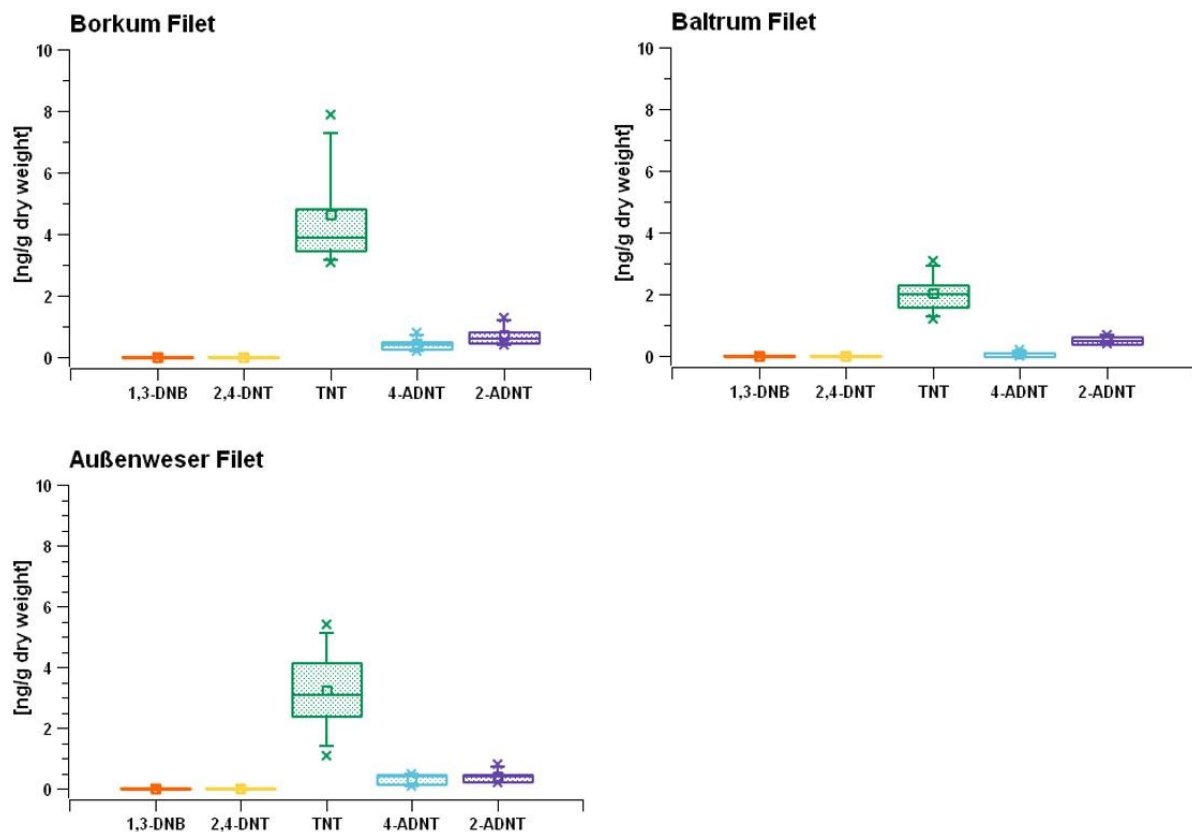 Borkum Filet
[ng/g dry weight]
10
8
6
4
2
0
1,3-DNB 2,4-DNT TNT 4-ADNT 2-ADNT
Baltrum Filet
[ng/g dry weight]
10
8
6
4
2
0
1,3-DNB 2,4-DNT TNT 4-ADNT 2-ADNT
Außenweser Filet
[ng/g dry weight]
10
8
6
4
2
0
1,3-DNB 2,4-DNT TNT 4-ADNT 2-ADNT